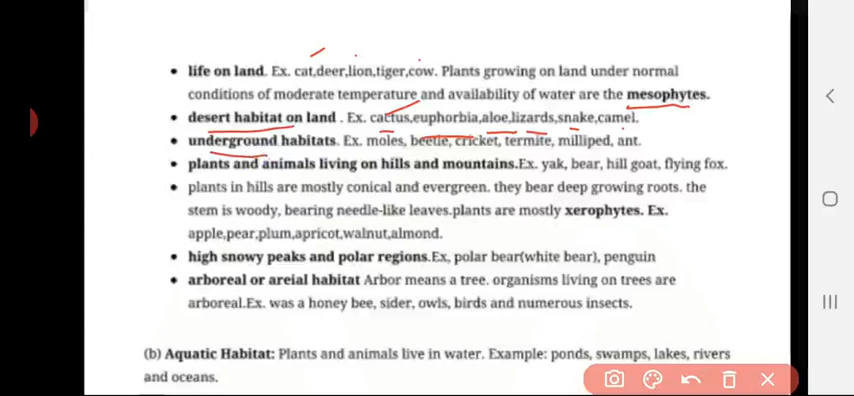 • life on land. Ex. cat,deer,lion,tiger,cow. Plants growing on land under normal
conditions of moderate temperature and availability of water are the mesophytes.
• desert habitat on land . Ex. cactus,euphorbia,aloe,lizards,snake,camel.
• underground habitats. Ex. moles, beetle, cricket, termite, milliped, ant.
• plants and animals living on hills and mountains.Ex. yak, bear, hill goat, flying fox.
• plants in hills are mostly conical and evergreen. they bear deep growing roots. the
stem is woody, bearing needle-like leaves.plants are mostly xerophytes. Ex.
apple,pear,plum,apricot,walnut,almond.
• high snowy peaks and polar regions.Ex, polar bear(white bear), penguin
• arboreal or areial habitat Arbor means a tree. organisms living on trees are
arboreal.Ex. was a honey bee, sider, owls, birds and numerous insects.
(b) Aquatic Habitat: Plants and animals live in water. Example: ponds, swamps, lakes, rivers
and oceans.